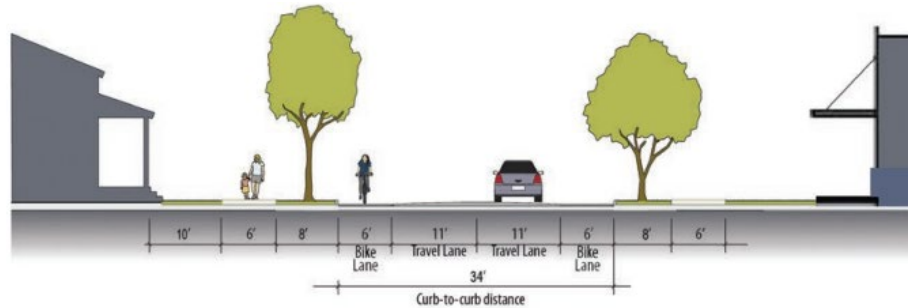 10' 6' 8' 6' 11' 11' 6' 8' 6'
Bike Travel Lane Travel Lane Bike
Lane Lane
34'
Curb-to-curb distance